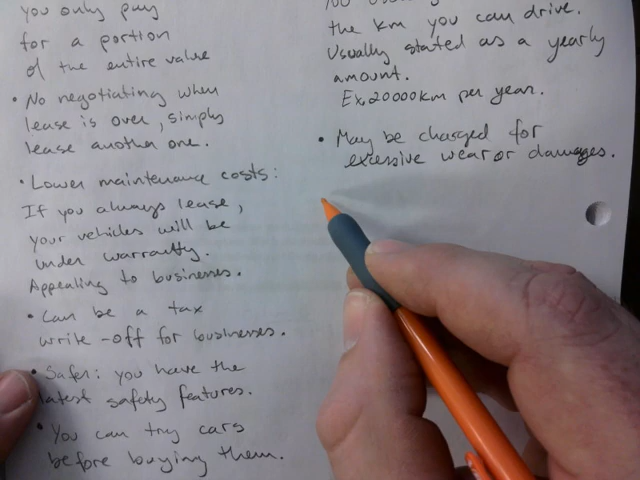 you only pay
for a portion
of the entire value
• No negotiating when
lease is over, simply
lease another one.
• Lower maintenance costs:
If you always lease,
your vehicles will be
under warranty.
Appealing to businesses.
• Can be a tax
write-off for businesses.
• Safer: you have the
latest safety features.
• You can try cars
before buying them.
the km you can drive.
Usually stated as a yearly
amount.
Ex. 20000km per year.
• May be charged for
excessive wear or damages.